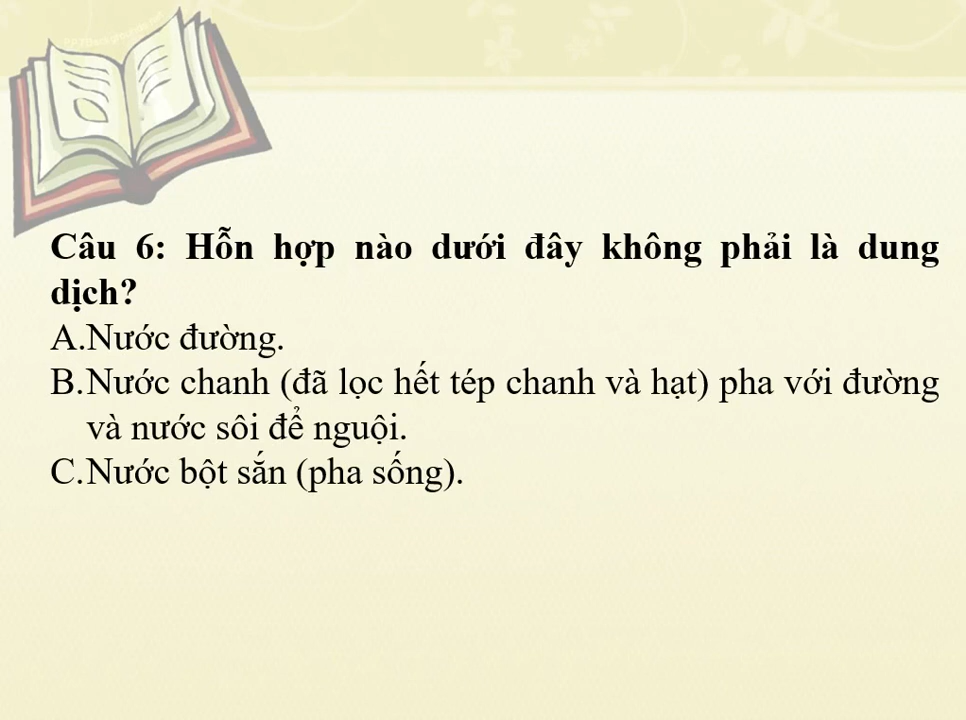 Câu 6: Hỗn hợp nào dưới đây không phải là dung
dịch?
A.Nước đường.
B.Nước chanh (đã lọc hết tép chanh và hạt) pha với đường
và nước sôi để nguội.
C.Nước bột sắn (pha sống).